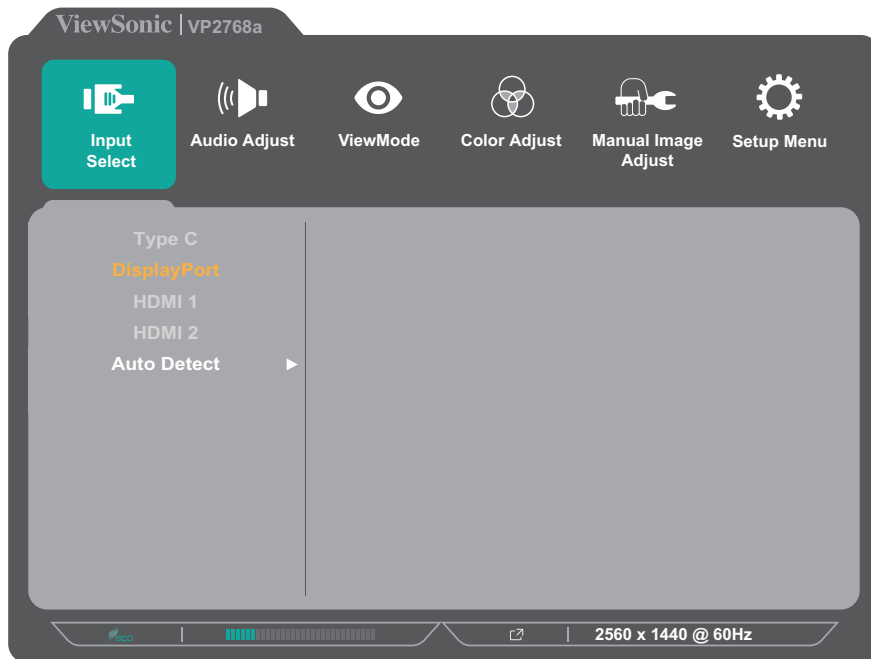 ViewSonic | VP2768a
Input Select
Audio Adjust
ViewMode
Color Adjust
Manual Image Adjust
Setup Menu
Type C
DisplayPort
HDMI 1
HDMI 2
Auto Detect
eco
2560 x 1440 @ 60Hz